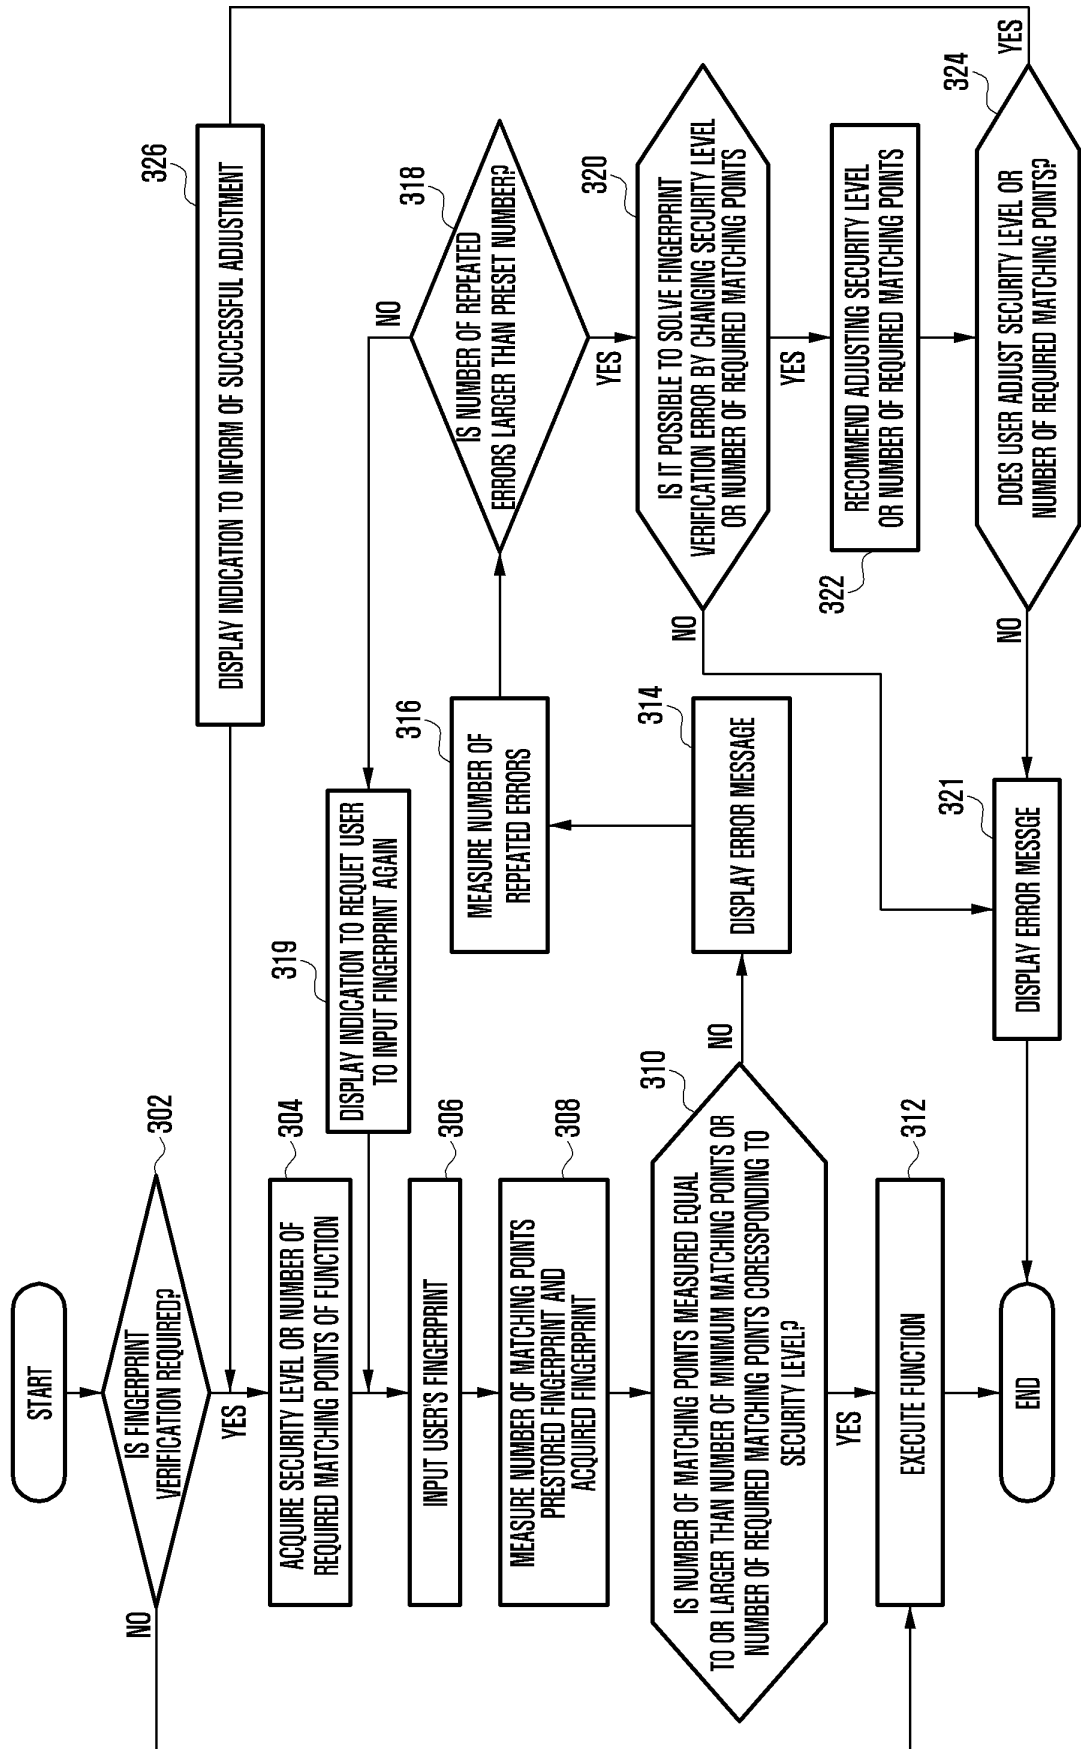 START
302
IS FINGERPRINT
VERIFICATION REQUIRED?
NO
YES
304
ACQUIRE SECURITY LEVEL OR NUMBER OF
REQUIRED MATCHING POINTS OF FUNCTION
306
INPUT USER'S FINGERPRINT
308
MEASURE NUMBER OF MATCHING POINTS
PRESTORED FINGERPRINT AND
ACQUIRED FINGERPRINT
310
IS NUMBER OF MATCHING POINTS MEASURED EQUAL
TO OR LARGER THAN NUMBER OF MINIMUM MATCHING POINTS OR
NUMBER OF REQUIRED MATCHING POINTS CORESSPONDING TO
SECURITY LEVEL?
NO
YES
312
EXECUTE FUNCTION
END
314
DISPLAY ERROR MESSAGE
316
MEASURE NUMBER OF
REPEATED ERRORS
318
IS NUMBER OF REPEATED
ERRORS LARGER THAN PRESET NUMBER?
NO
YES
319
DISPLAY INDICATION TO REQUET USER
TO INPUT FINGERPRINT AGAIN
320
IS IT POSSIBLE TO SOLVE FINGERPRINT
VERIFICATION ERROR BY CHANGING SECURITY LEVEL
OR NUMBER OF REQUIRED MATCHING POINTS
NO
YES
321
DISPLAY ERROR MESSGE
322
RECOMMEND ADJUSTING SECURITY LEVEL
OR NUMBER OF REQUIRED MATCHING POINTS
324
DOES USER ADJUST SECURITY LEVEL OR
NUMBER OF REQUIRED MATCHING POINTS?
NO
YES
326
DISPLAY INDICATION TO INFORM OF SUCCESSFUL ADJUSTMENT